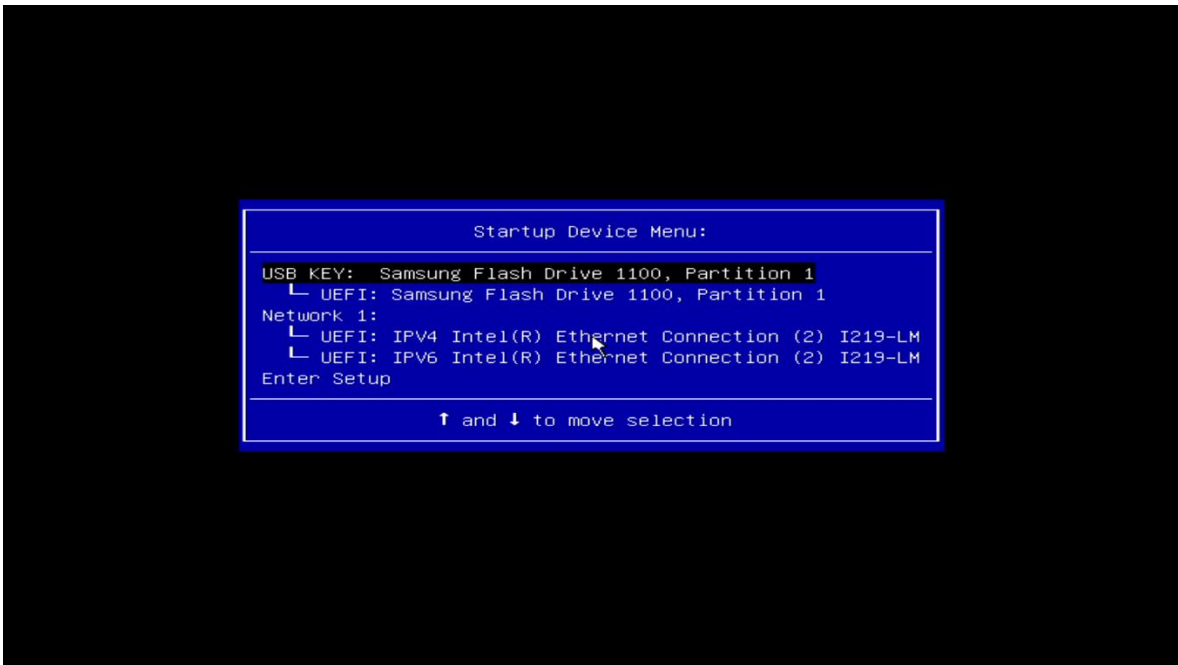 Startup Device Menu:
USB KEY:  Samsung Flash Drive 1100, Partition 1
UEFI: Samsung Flash Drive 1100, Partition 1
Network 1:
UEFI: IPV4 Intel(R) Ethernet Connection (2) I219-LM
UEFI: IPV6 Intel(R) Ethernet Connection (2) I219-LM
Enter Setup
↑ and ↓ to move selection